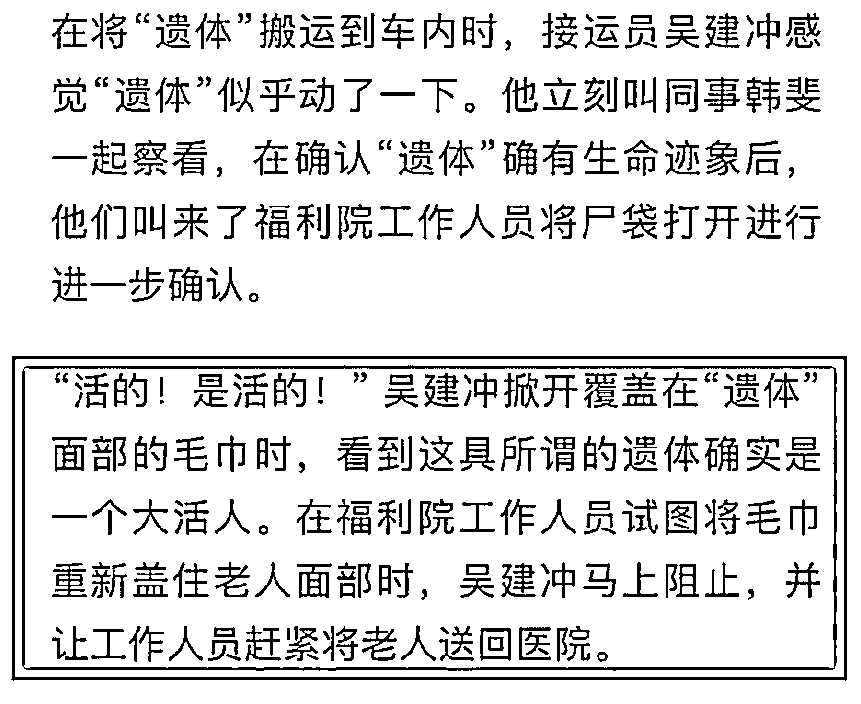 在将“遗体”搬运到车内时，接运员吴建冲感
觉“遗体”似乎动了一下。他立刻叫同事韩斐
一起察看，在确认“遗体”确有生命迹象后，
他们叫来了福利院工作人员将尸袋打开进行
进一步确认。
“活的！是活的！”吴建冲掀开覆盖在“遗体”
面部的毛巾时，看到这具所谓的遗体确实是
一个大活人。在福利院工作人员试图将毛巾
重新盖住老人面部时，吴建冲马上阻止，并
让工作人员赶紧将老人送回医院。